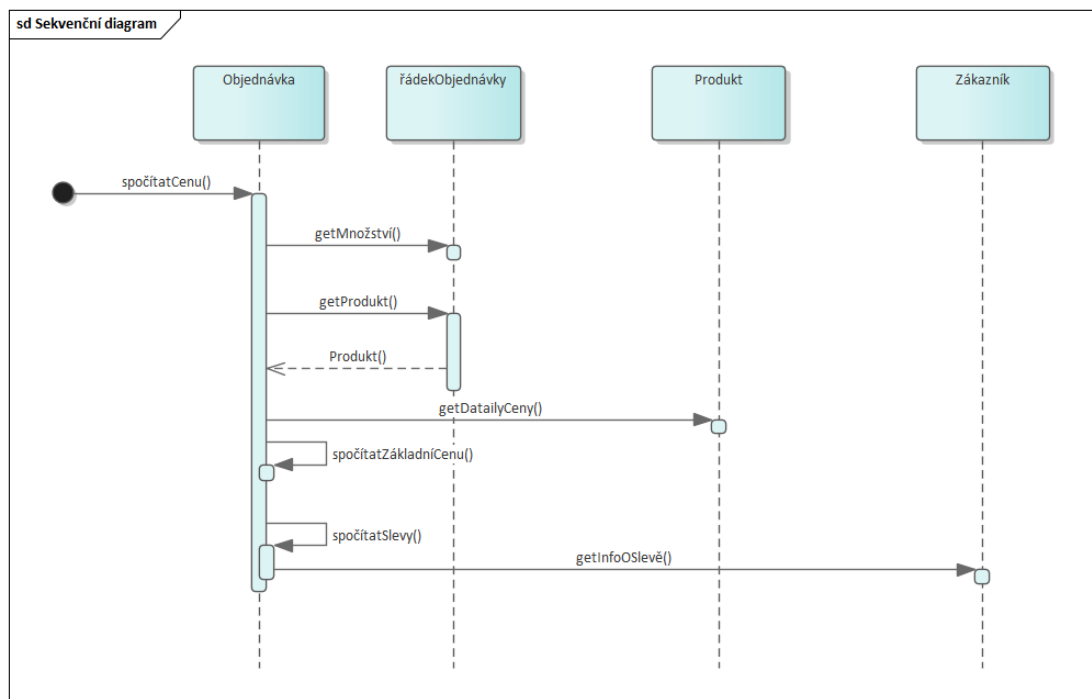 sd Sekvenční diagram
Objednávka
řádekObjednávky
Produkt
Zákazník
spočítatCenu()
getMnožství()
getProdukt()
Produkt()
getDatailyCeny()
spočítatZákladníCenu()
spočítatSlevy()
getInfoOSlevě()